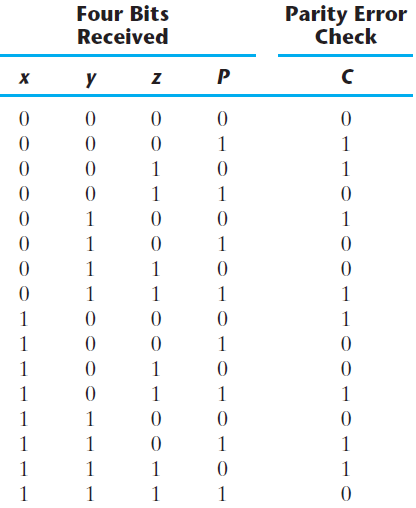 Four Bits Received Parity Error Check
x y z P C
0 0 0 0 0
0 0 0 1 1
0 0 1 0 1
0 0 1 1 0
0 1 0 0 1
0 1 0 1 0
0 1 1 0 0
0 1 1 1 1
1 0 0 0 1
1 0 0 1 0
1 0 1 0 0
1 0 1 1 1
1 1 0 0 0
1 1 0 1 1
1 1 1 0 1
1 1 1 1 0